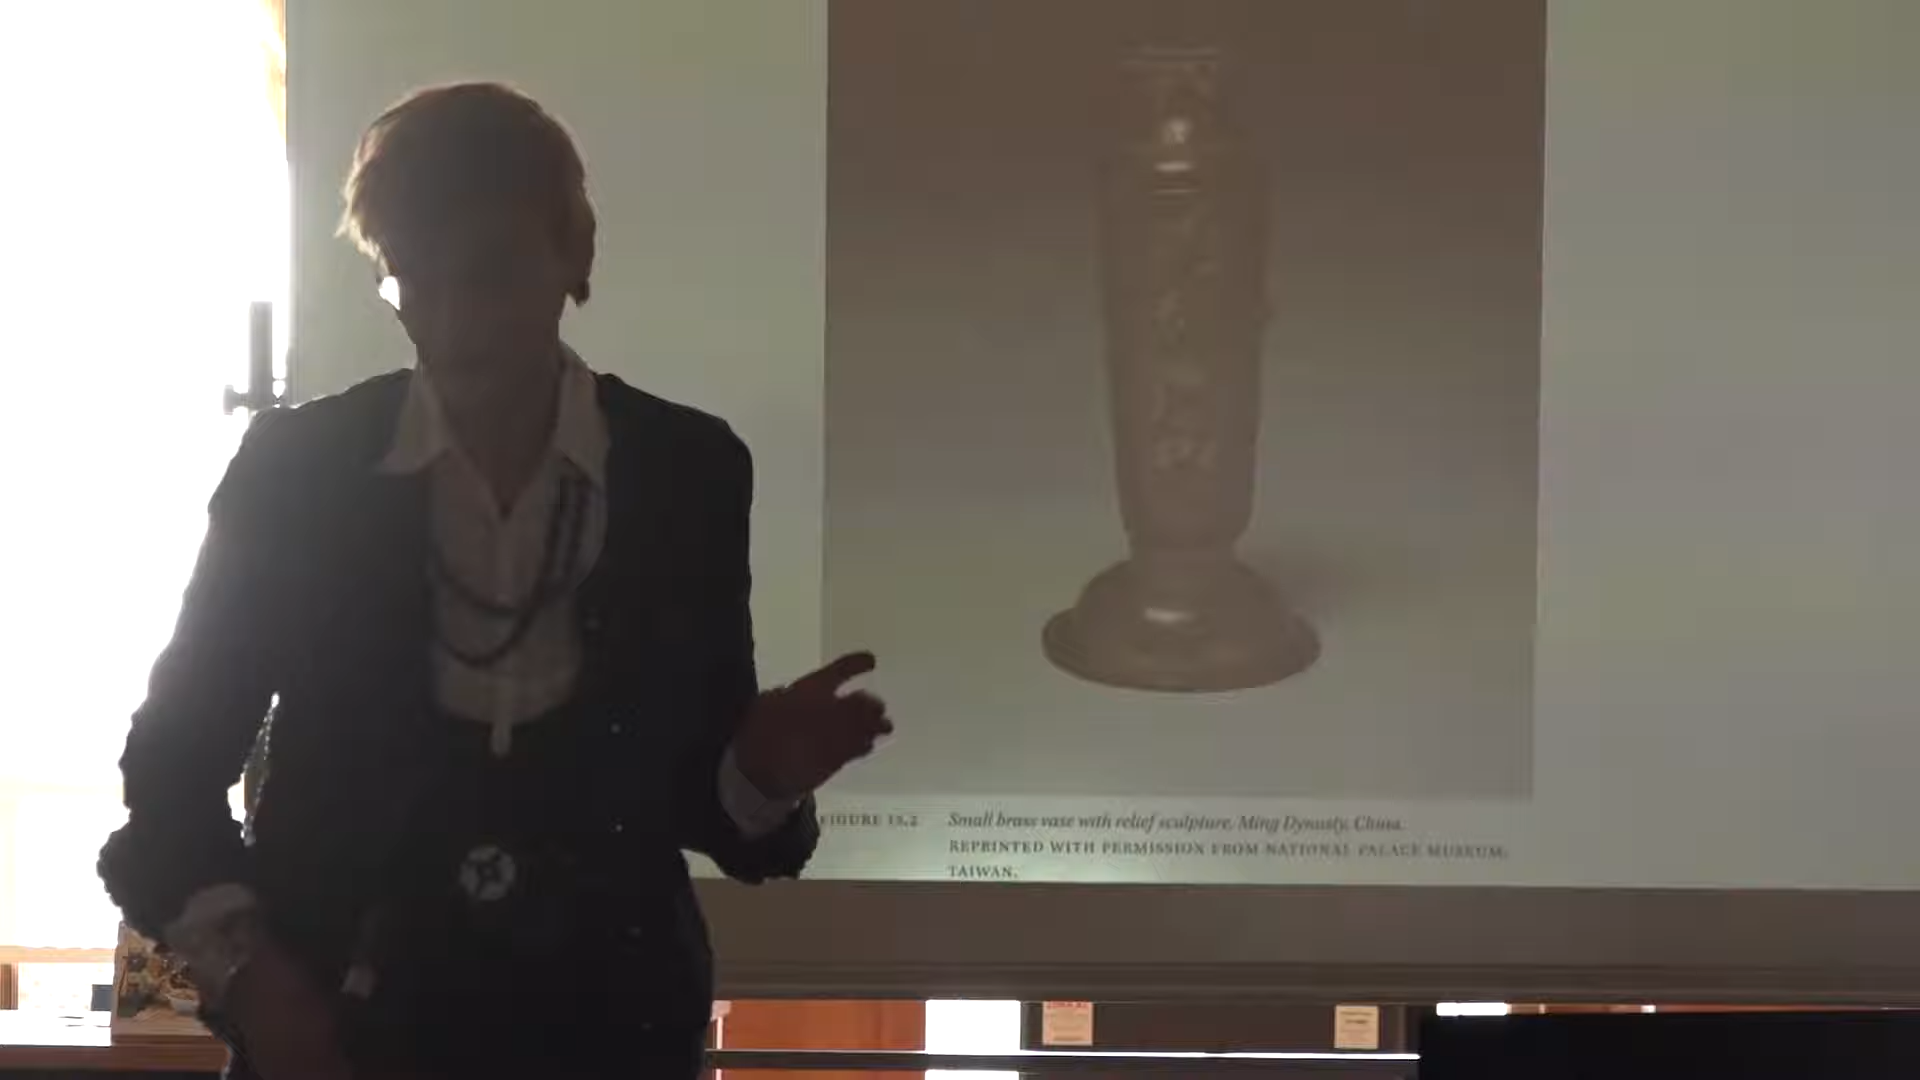 FIGURE 15.2 Small brass vase with relief sculpture, Ming Dynasty, China.
REPRINTED WITH PERMISSION FROM NATIONAL PALACE MUSEUM,
TAIWAN.